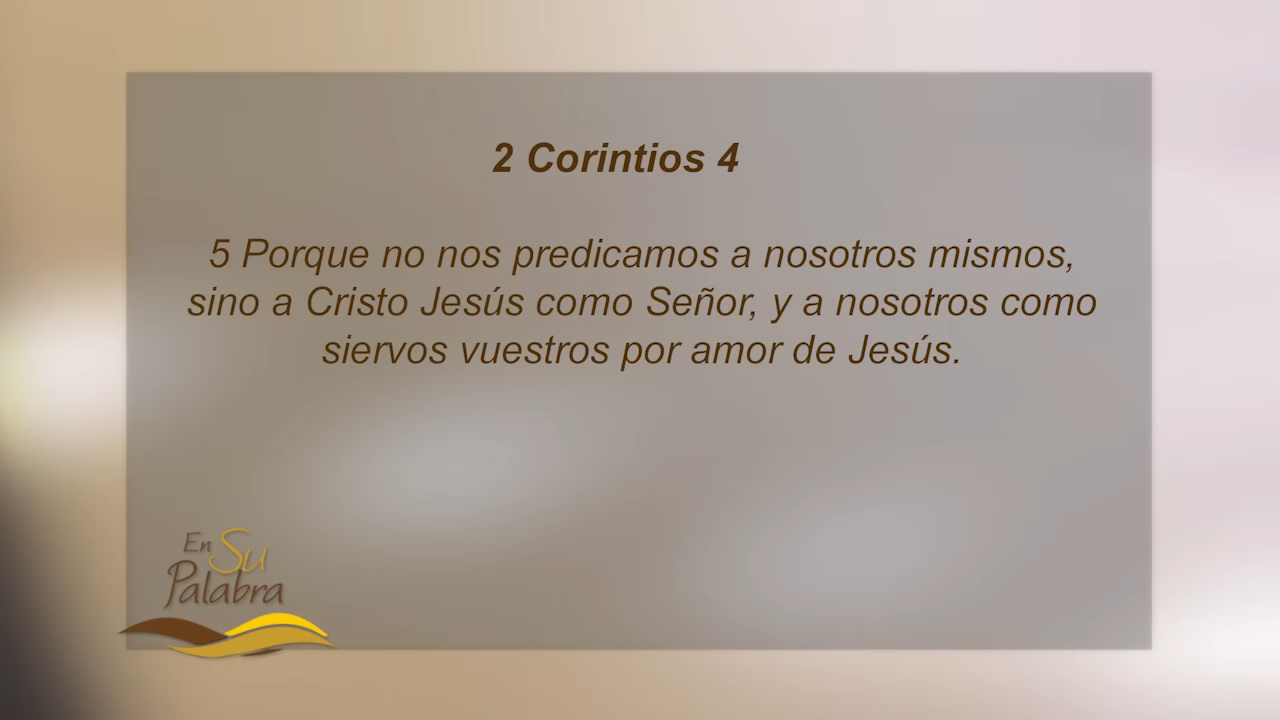 2 Corintios 4
5 Porque no nos predicamos a nosotros mismos,
sino a Cristo Jesús como Señor, y a nosotros como
siervos vuestros por amor de Jesús.
En Su
Palabra